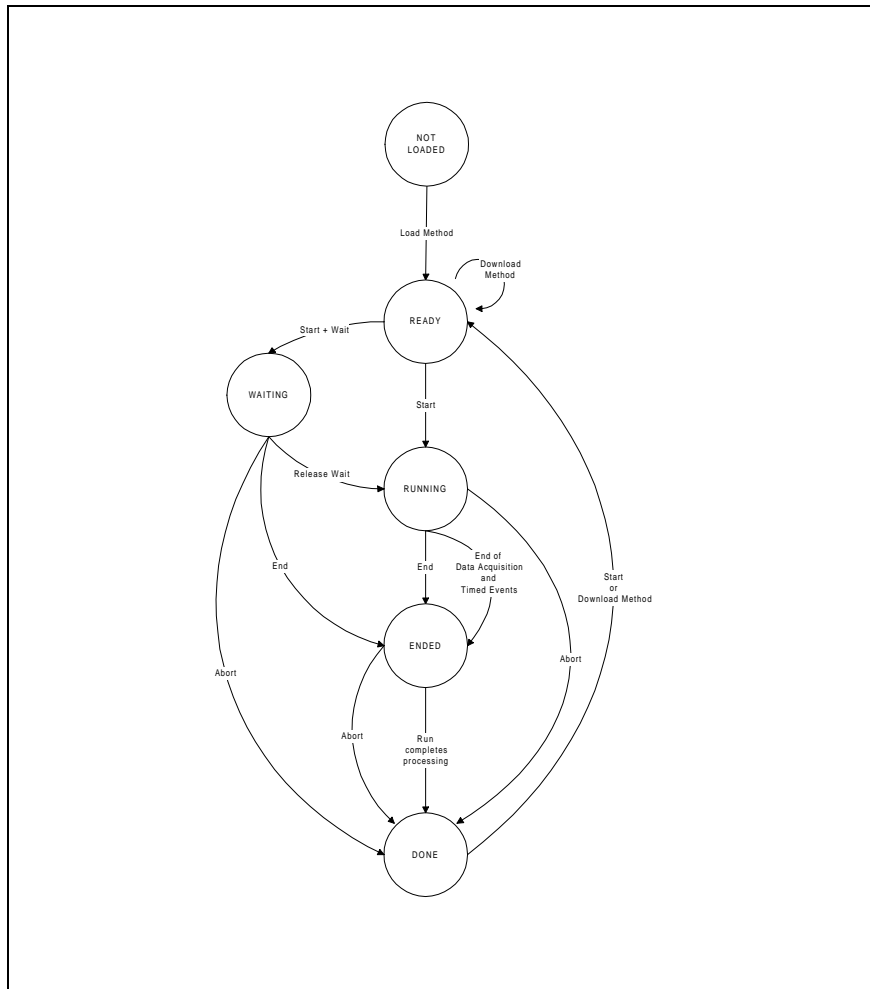 NOT
LOADED
Load Method
Download
Method
READY
Start + Wait
WAITING
Start
Release Wait
RUNNING
End
End
End of
Data Acquisition
and
Timed Events
Start
or
Download Method
ENDED
Abort
Abort
Abort
Run
completes
processing
DONE